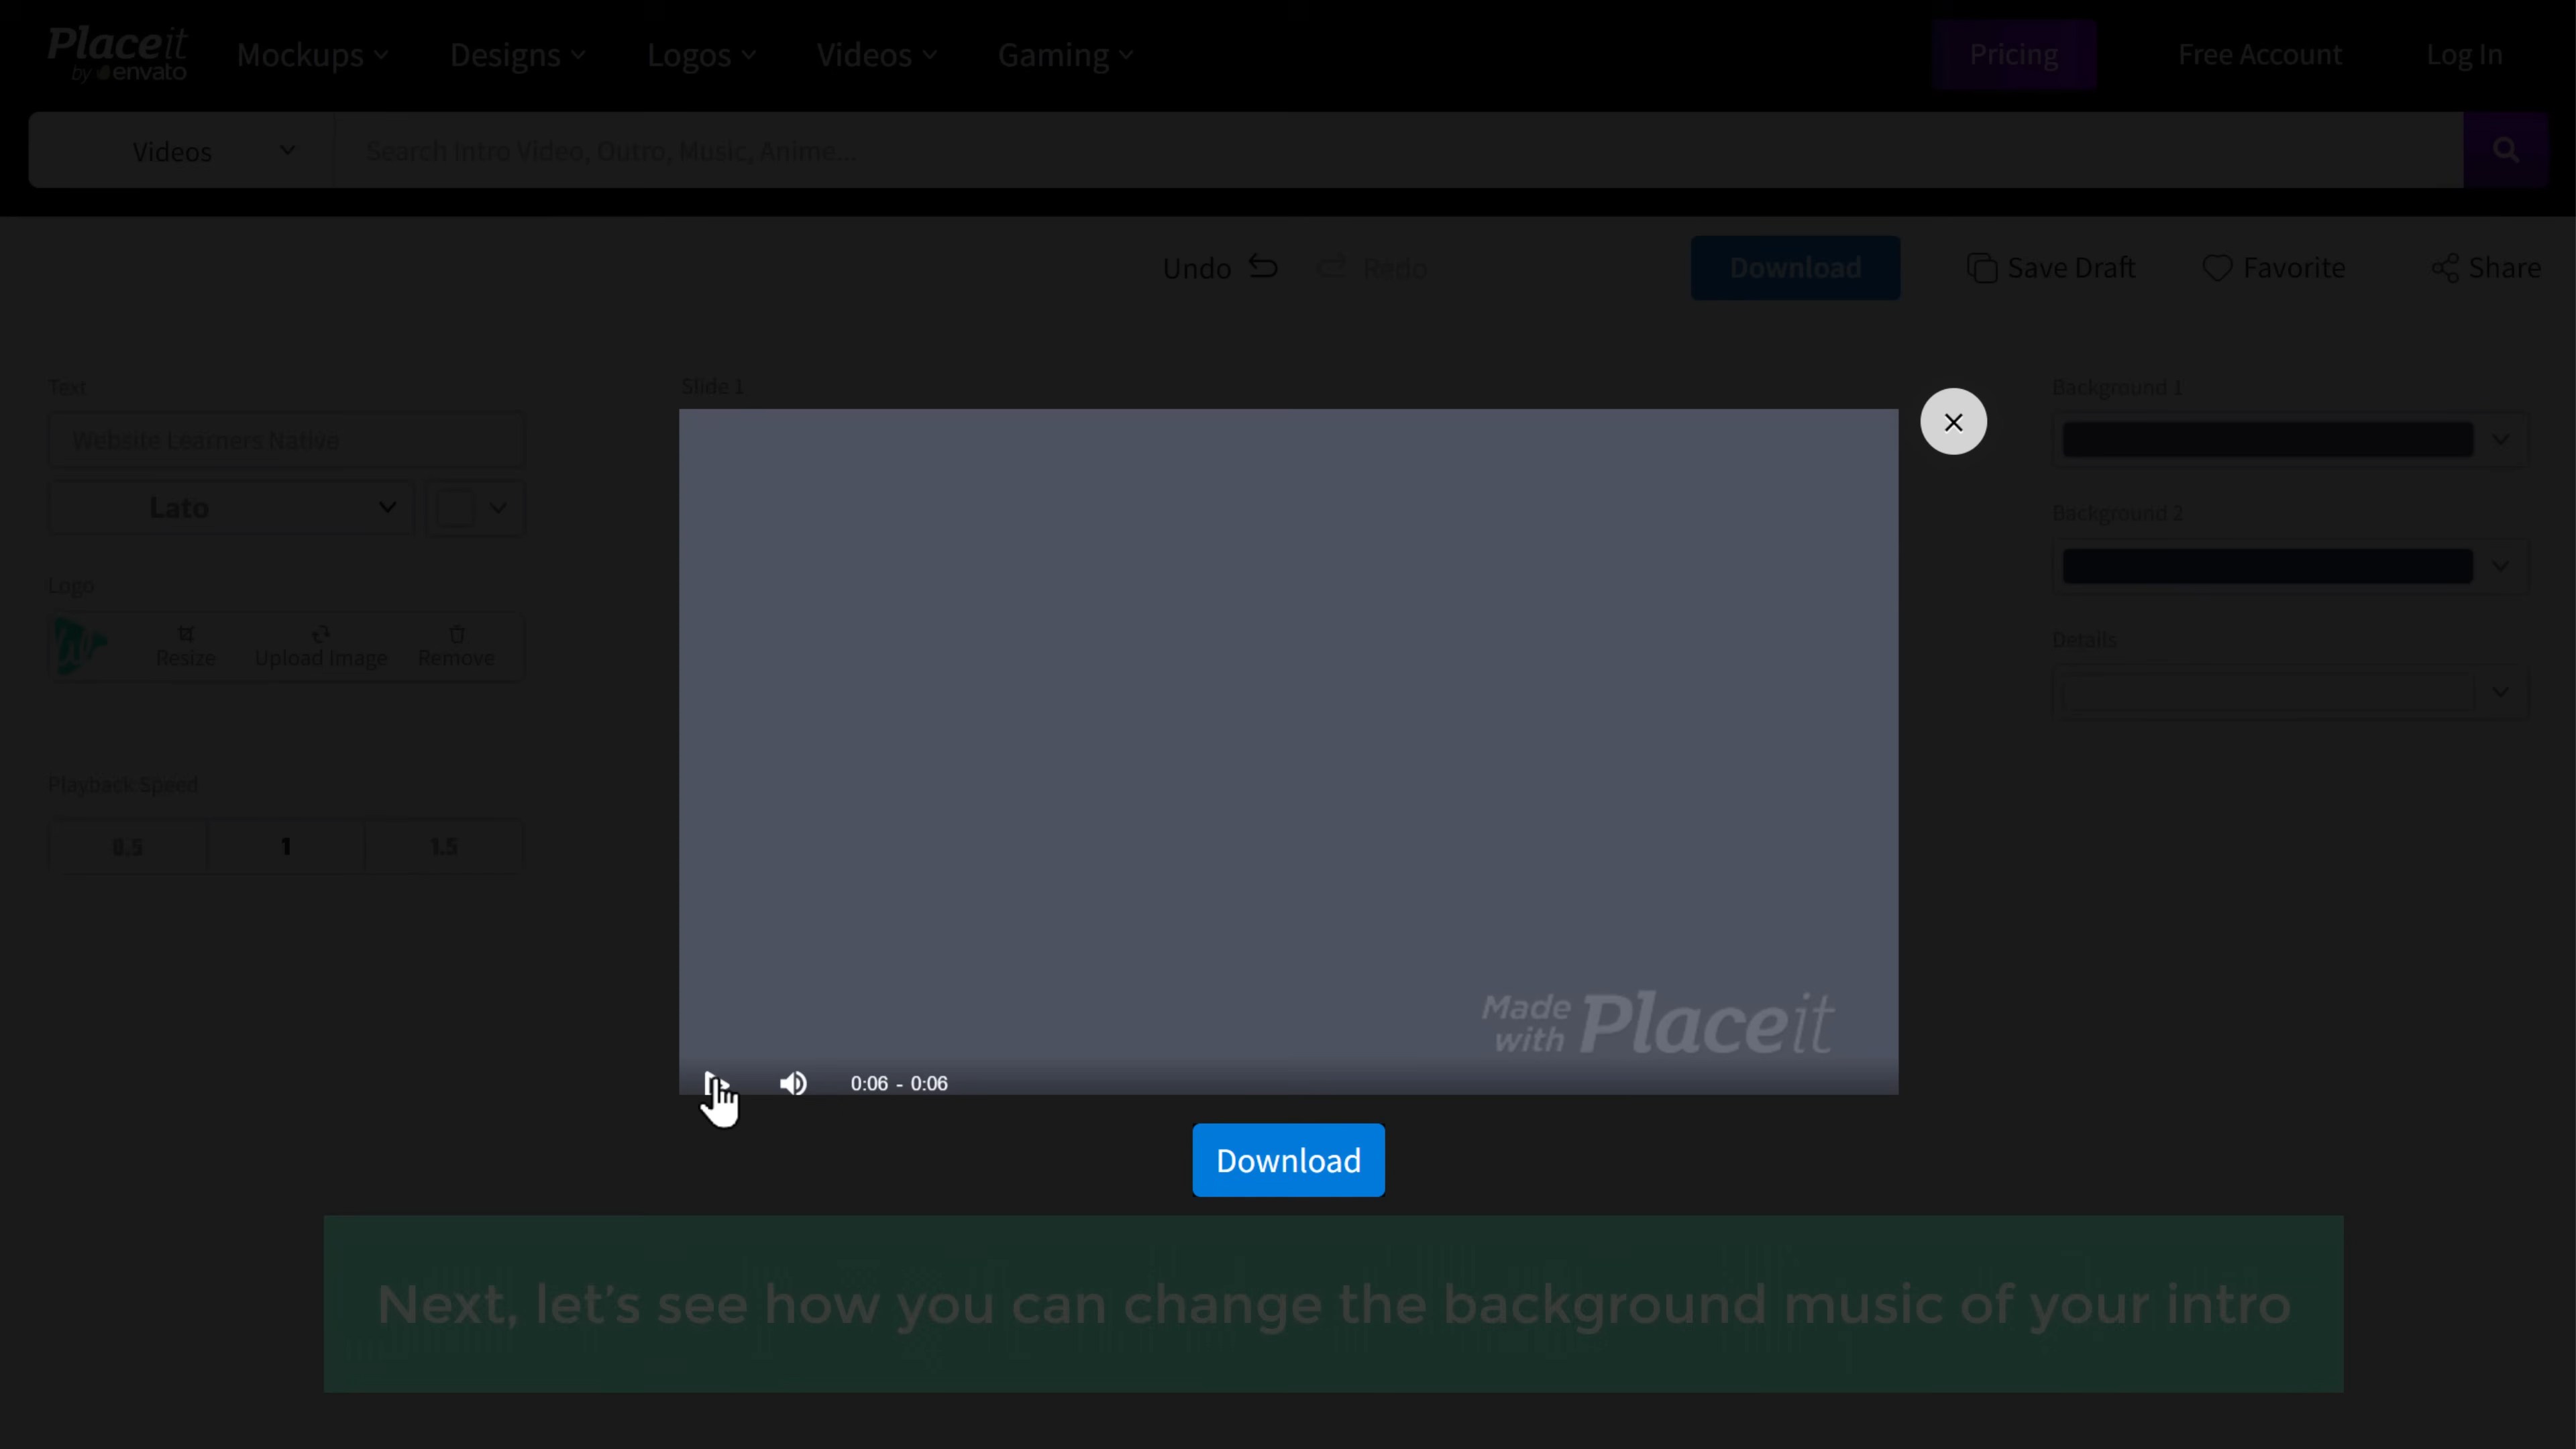 Placeit
by envato
Mockups
Designs
Logos
Videos
Gaming
Pricing
Free Account
Log In
Videos
Search Intro Video, Outro, Music, Anime...
Undo
Redo
Download
Save Draft
Favorite
Share
Text
Website Learners Native
Lato
Logo
Resize
Upload Image
Remove
Playback Speed
0.5
1
1.5
Slide 1
Made with Placeit
0:06 - 0:06
Download
Background 1
Background 2
Details
Next, let's see how you can change the background music of your intro